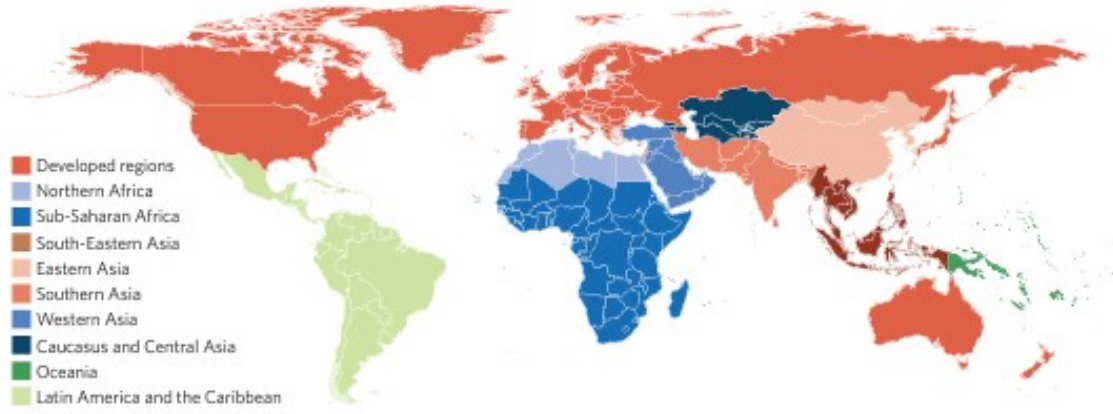 Developed regions
Northern Africa
Sub-Saharan Africa
South-Eastern Asia
Eastern Asia
Southern Asia
Western Asia
Caucasus and Central Asia
Oceania
Latin America and the Caribbean